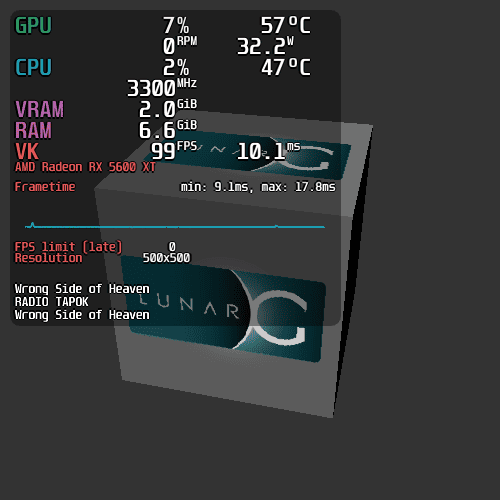 GPU 7% 57°C
0RPM 32.2W
CPU 2% 47°C
3300MHz
VRAM 2.0GiB
RAM 6.6GiB
VK 99FPS 10.1ms
AMD Radeon RX 5600 XT
Frametime min: 9.1ms, max: 17.8ms
FPS limit (late) 0
Resolution 500x500
Wrong Side of Heaven
RADIO TAPOK
Wrong Side of Heaven
LUNAR G